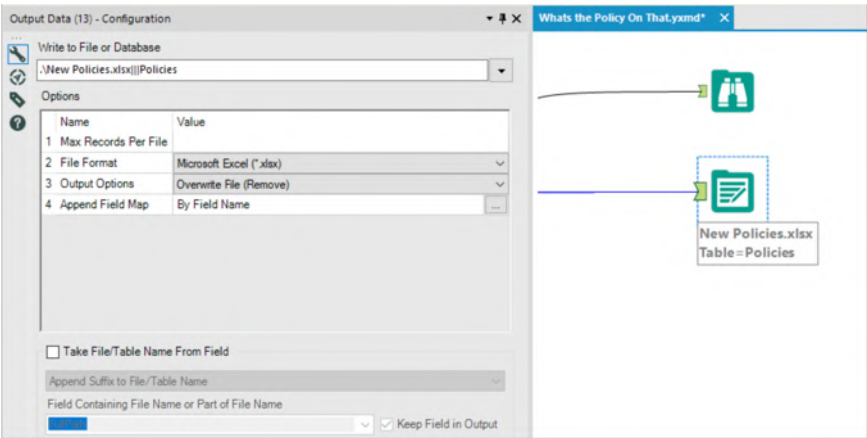 Output Data (13) - Configuration
Whats the Policy On That.yxmd*
Write to File or Database
.\New Policies.xlsx|||Policies
Options
Name Value
1 Max Records Per File
2 File Format Microsoft Excel (*.xlsx)
3 Output Options Overwrite File (Remove)
4 Append Field Map By Field Name
...
New Policies.xlsx
Table=Policies
Take File/Table Name From Field
Append Suffix to File/Table Name
Field Containing File Name or Part of File Name
Keep Field in Output